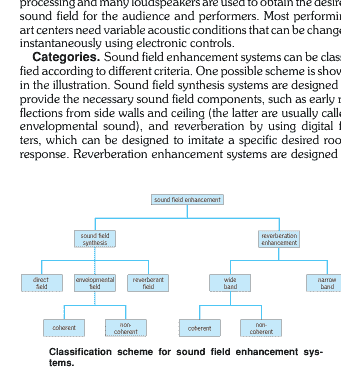 processing and many loudspeakers are used to obtain the desire
sound field for the audience and performers. Most performin
art centers need variable acoustic conditions that can be change
instantaneously using electronic controls.
Categories. Sound field enhancement systems can be class
fied according to different criteria. One possible scheme is show
in the illustration. Sound field synthesis systems are designed
provide the necessary sound field components, such as early r
flections from side walls and ceiling (the latter are usually calle
envelopmental sound), and reverberation by using digital f
ters, which can be designed to imitate a specific desired roo
response. Reverberation enhancement systems are designed
sound field enhancement
sound field
synthesis
reverberation
enhancement
direct
field
envelopmental
field
reverberant
field
wide
band
narrow
band
coherent
non-
coherent
coherent
non-
coherent
Classification scheme for sound field enhancement sys-
tems.